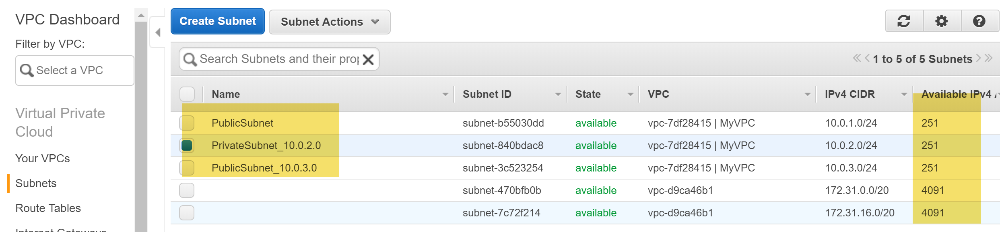 VPC Dashboard
Filter by VPC:
Select a VPC
Virtual Private
Cloud
Your VPCs
Subnets
Route Tables
Internet Gateways
Create Subnet
Subnet Actions
Search Subnets and their prop
1 to 5 of 5 Subnets
Name Subnet ID State VPC IPv4 CIDR Available IPv4
PublicSubnet subnet-b55030dd available vpc-7df28415 | MyVPC 10.0.1.0/24 251
PrivateSubnet_10.0.2.0 subnet-840bdac8 available vpc-7df28415 | MyVPC 10.0.2.0/24 251
PublicSubnet_10.0.3.0 subnet-3c523254 available vpc-7df28415 | MyVPC 10.0.3.0/24 251
subnet-470bfb0b available vpc-d9ca46b1 172.31.0.0/20 4091
subnet-7c72f214 available vpc-d9ca46b1 172.31.16.0/20 4091